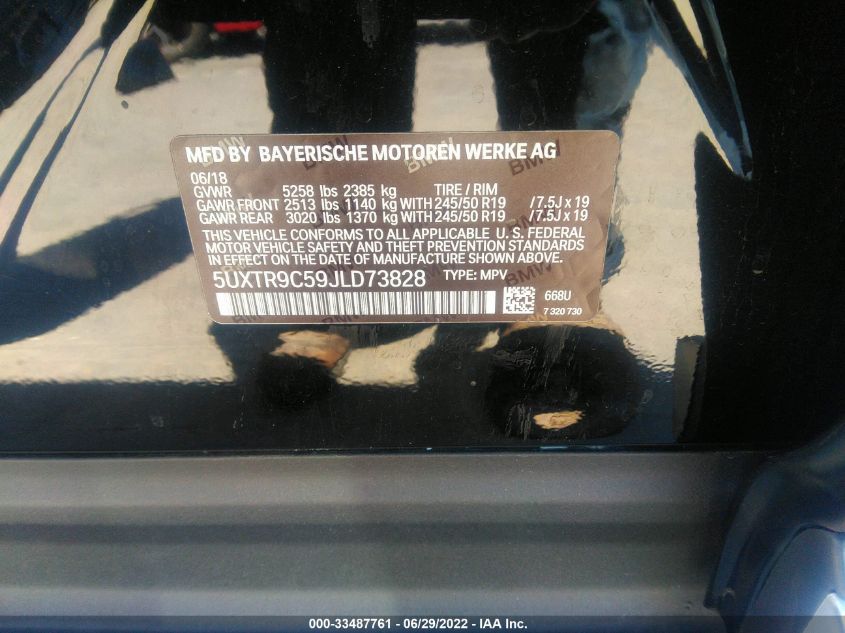 MFD BY BAYERISCHE MOTOREN WERKE AG
06/18
GVWR 5258 lbs 2385 kg TIRE / RIM
GAWR FRONT 2513 lbs 1140 kg WITH 245/50 R19 /7.5J x 19
GAWR REAR 3020 lbs 1370 kg WITH 245/50 R19 /7.5J x 19
THIS VEHICLE CONFORMS TO ALL APPLICABLE U. S. FEDERAL
MOTOR VEHICLE SAFETY AND THEFT PREVENTION STANDARDS
IN EFFECT ON THE DATE OF MANUFACTURE SHOWN ABOVE.
5UXTR9C59JLD73828 TYPE: MPV
668U
7 320 730
000-33487761 - 06/29/2022 - IAA Inc.